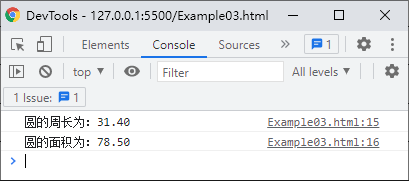 DevTools - 127.0.0.1:5500/Example03.html
Elements Console Sources » 1
top Filter All levels
1 Issue: 1
圆的周长为：31.40 Example03.html:15
圆的面积为：78.50 Example03.html:16
>